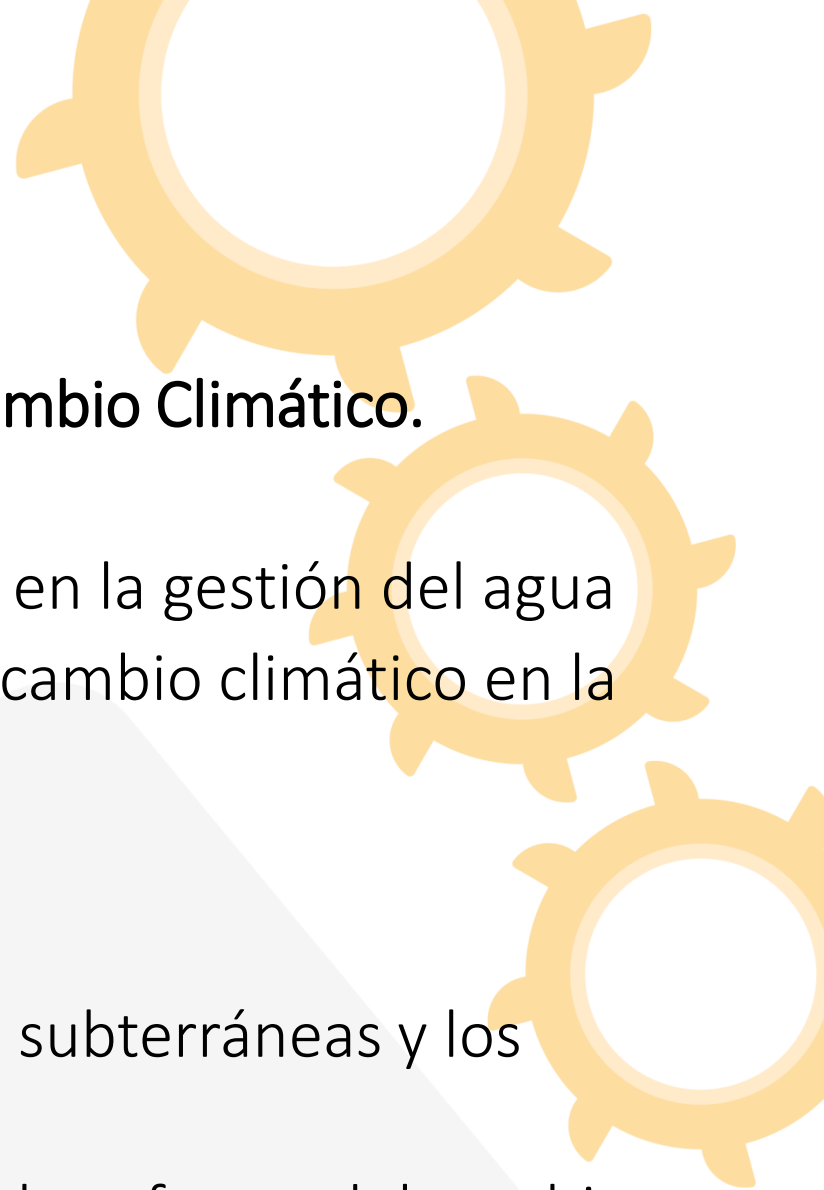 mbio Climático.
en la gestión del agua
cambio climático en la
subterráneas y los